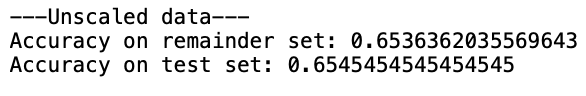 ---Unscaled data---
Accuracy on remainder set: 0.6536362035569643
Accuracy on test set: 0.6545454545454545